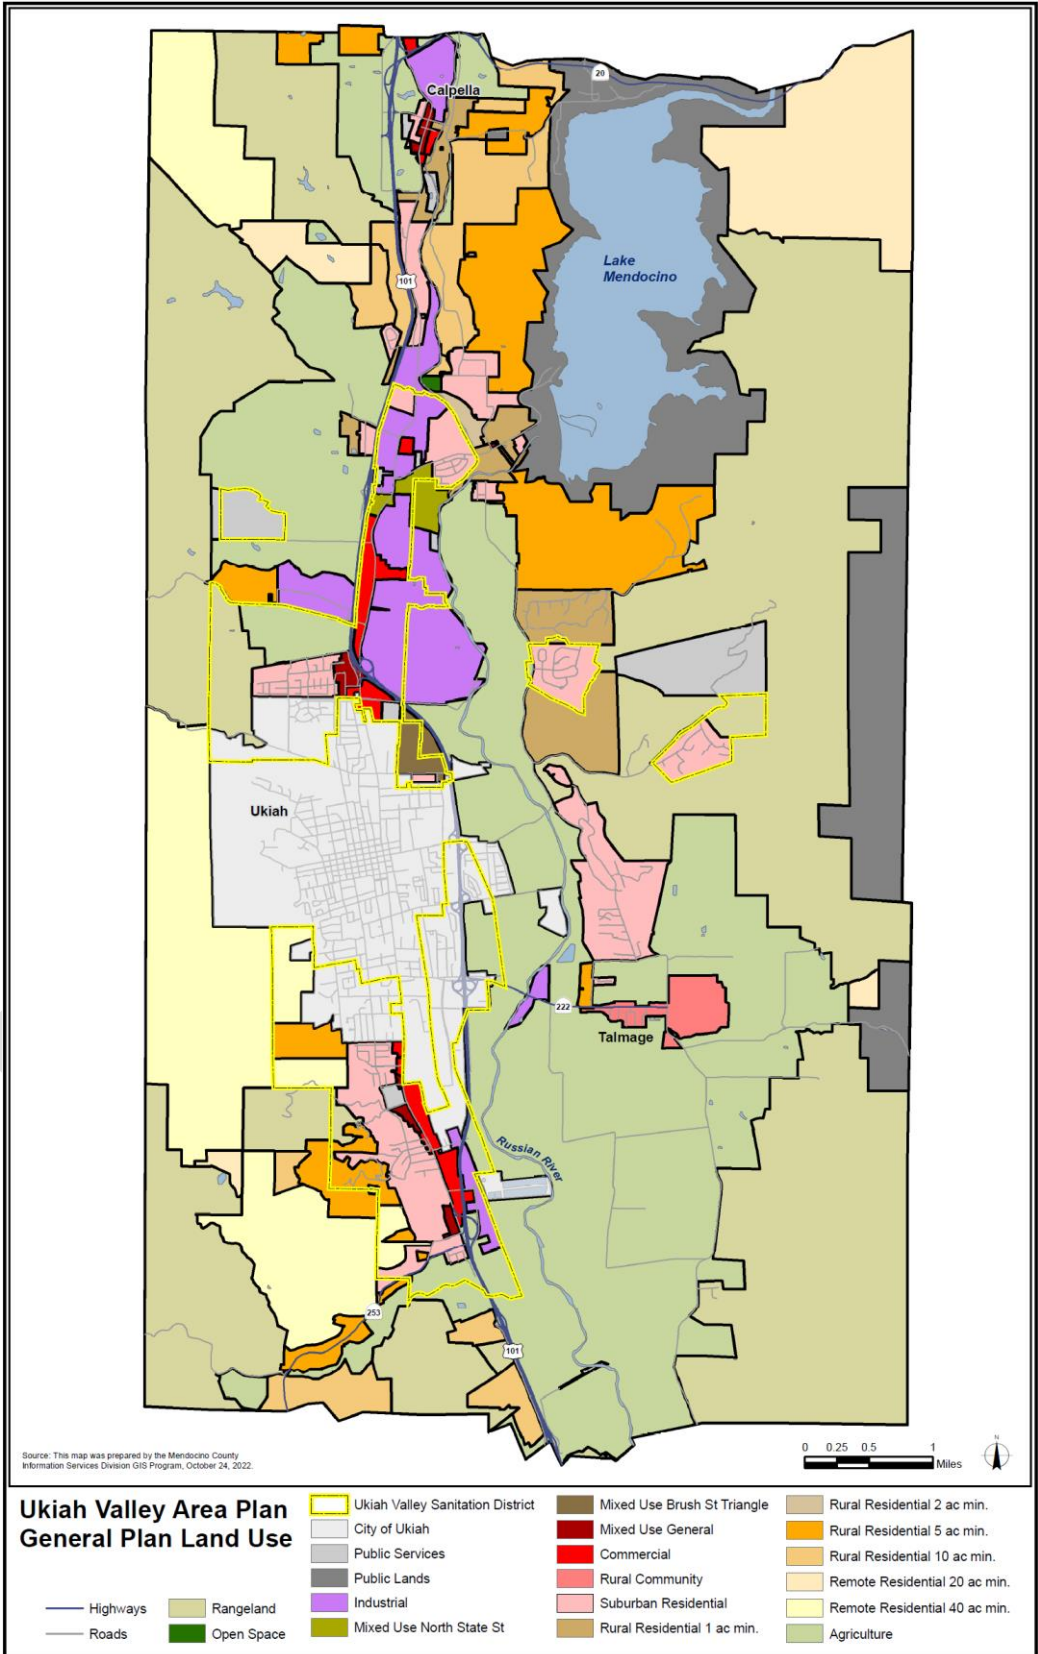 20
Calpella
Lake
Mendocino
101
Ukiah
222
Talmage
Russian River
253
101
Source: This map was prepared by the Mendocino County
Information Services Division GIS Program, October 24, 2022.
0 0.25 0.5 1
Miles
N
Ukiah Valley Area Plan
General Plan Land Use
Highways
Roads
Rangeland
Open Space
Ukiah Valley Sanitation District
City of Ukiah
Public Services
Public Lands
Industrial
Mixed Use North State St
Mixed Use Brush St Triangle
Mixed Use General
Commercial
Rural Community
Suburban Residential
Rural Residential 1 ac min.
Rural Residential 2 ac min.
Rural Residential 5 ac min.
Rural Residential 10 ac min.
Remote Residential 20 ac min.
Remote Residential 40 ac min.
Agriculture